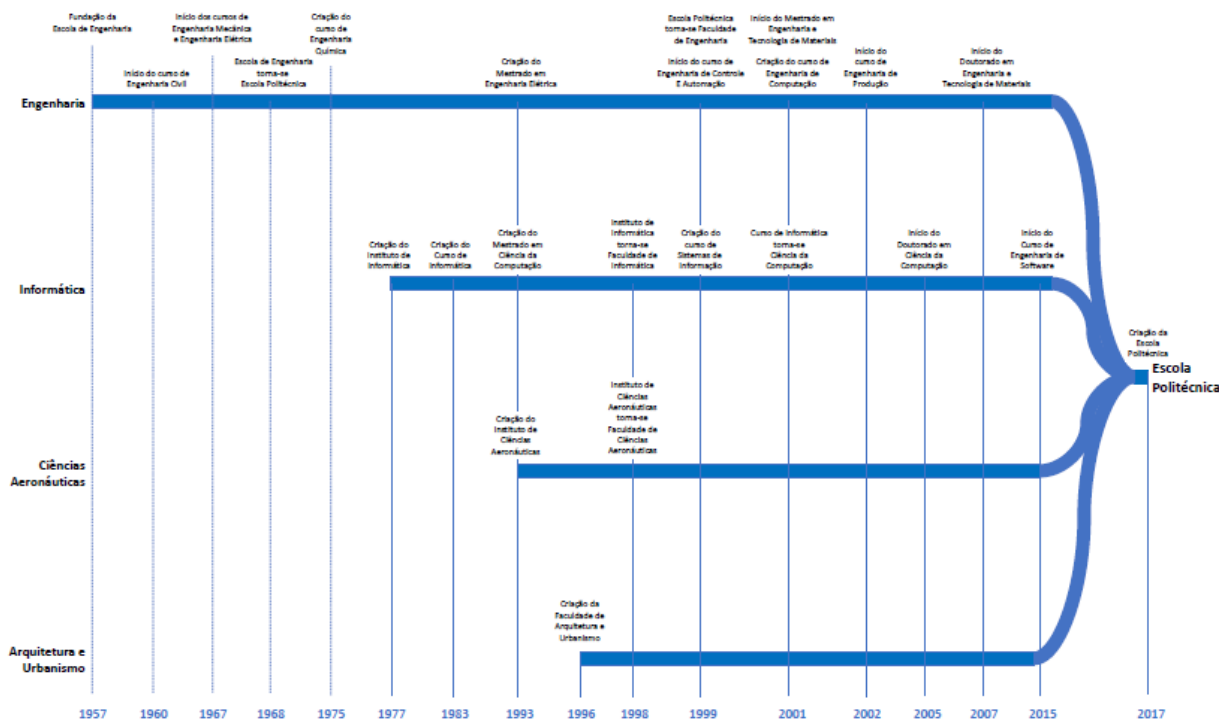 Fundação da
Escola de Engenharia
Início dos cursos de
Engenharia Mecânica
e Engenharia Elétrica
Criação do
curso de
Engenharia
Química
Escola Politécnica
torna-se Faculdade
de Engenharia
Início do Mestrado em
Engenharia e
Tecnologia de Materiais
Início do curso de
Engenharia Civil
Escola de Engenharia
torna-se
Escola Politécnica
Criação do
Mestrado em
Engenharia Elétrica
Início do curso de
Engenharia de Controle
E Automação
Criação do curso de
Engenharia de
Computação
Início do
curso de
Engenharia de
Produção
Início do
Doutorado em
Engenharia e
Tecnologia de Materiais
Engenharia
Criação do
Instituto de
Informática
Criação do
Curso de
Informática
Criação do
Mestrado em
Ciência da
Computação
Instituto de
Informática
torna-se
Faculdade de
Informática
Criação do
curso de
Sistemas de
Informação
Curso de Informática
torna-se
Ciência da
Computação
Início do
Doutorado em
Ciência da
Computação
Início do
Curso de
Engenharia de
Software
Informática
Criação da
Escola
Politécnica
Escola
Politécnica
Criação do
Instituto de
Ciências
Aeronáuticas
Instituto de
Ciências
Aeronáuticas
torna-se
Faculdade de
Ciências
Aeronáuticas
Ciências
Aeronáuticas
Criação da
Faculdade de
Arquitetura e
Urbanismo
Arquitetura e
Urbanismo
1957 1960 1967 1968 1975 1977 1983 1993 1996 1998 1999 2001 2002 2005 2007 2015 2017